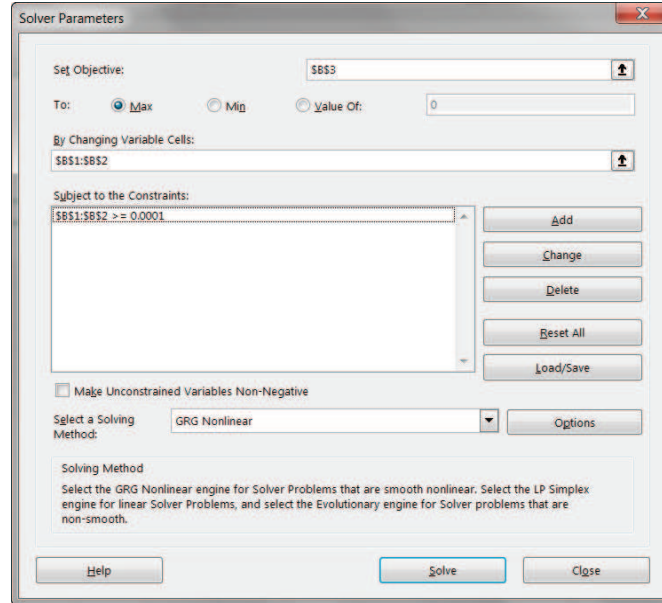 Solver Parameters
X
Set Objective: $B$3
To: Max Min Value Of: 0
By Changing Variable Cells:
$B$1:$B$2
Subject to the Constraints:
$B$1:$B$2 >= 0.0001
Add
Change
Delete
Reset All
Load/Save
Make Unconstrained Variables Non-Negative
Select a Solving
Method:
GRG Nonlinear
Options
Solving Method
Select the GRG Nonlinear engine for Solver Problems that are smooth nonlinear. Select the LP Simplex
engine for linear Solver Problems, and select the Evolutionary engine for Solver problems that are
non-smooth.
Help Solve Close